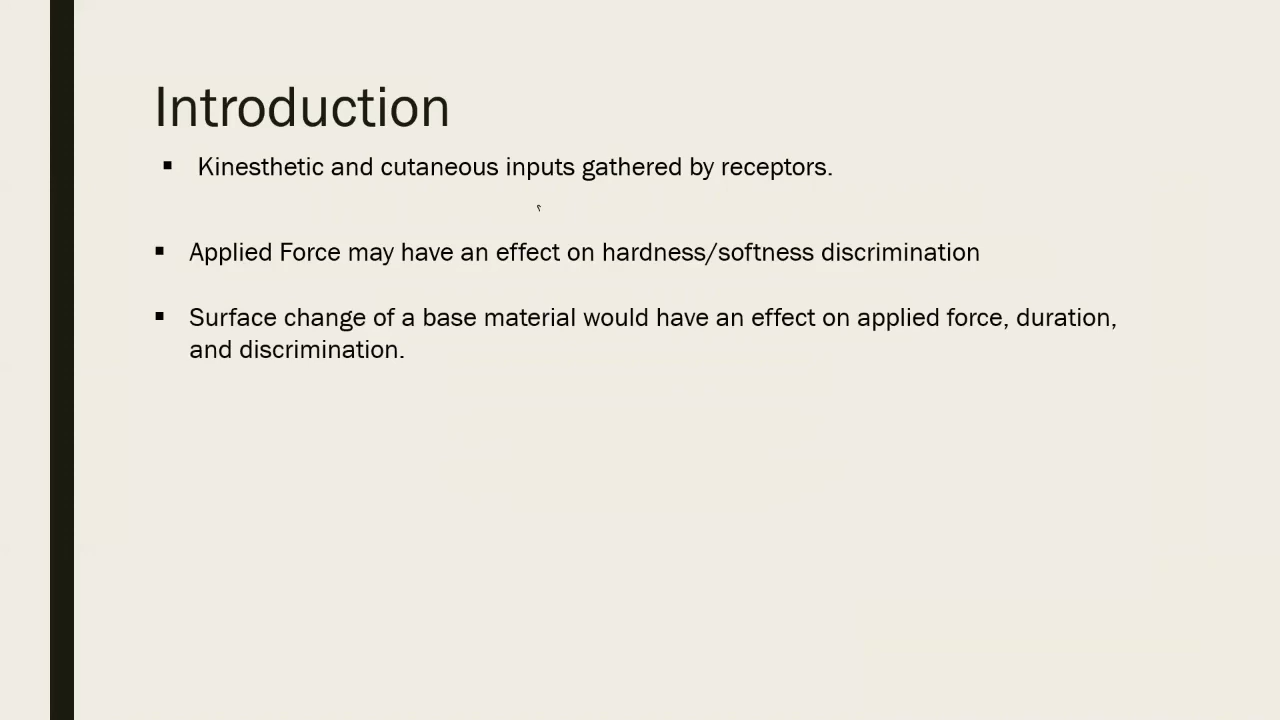 Introduction
▪ Kinesthetic and cutaneous inputs gathered by receptors.
▪ Applied Force may have an effect on hardness/softness discrimination
▪ Surface change of a base material would have an effect on applied force, duration,
and discrimination.